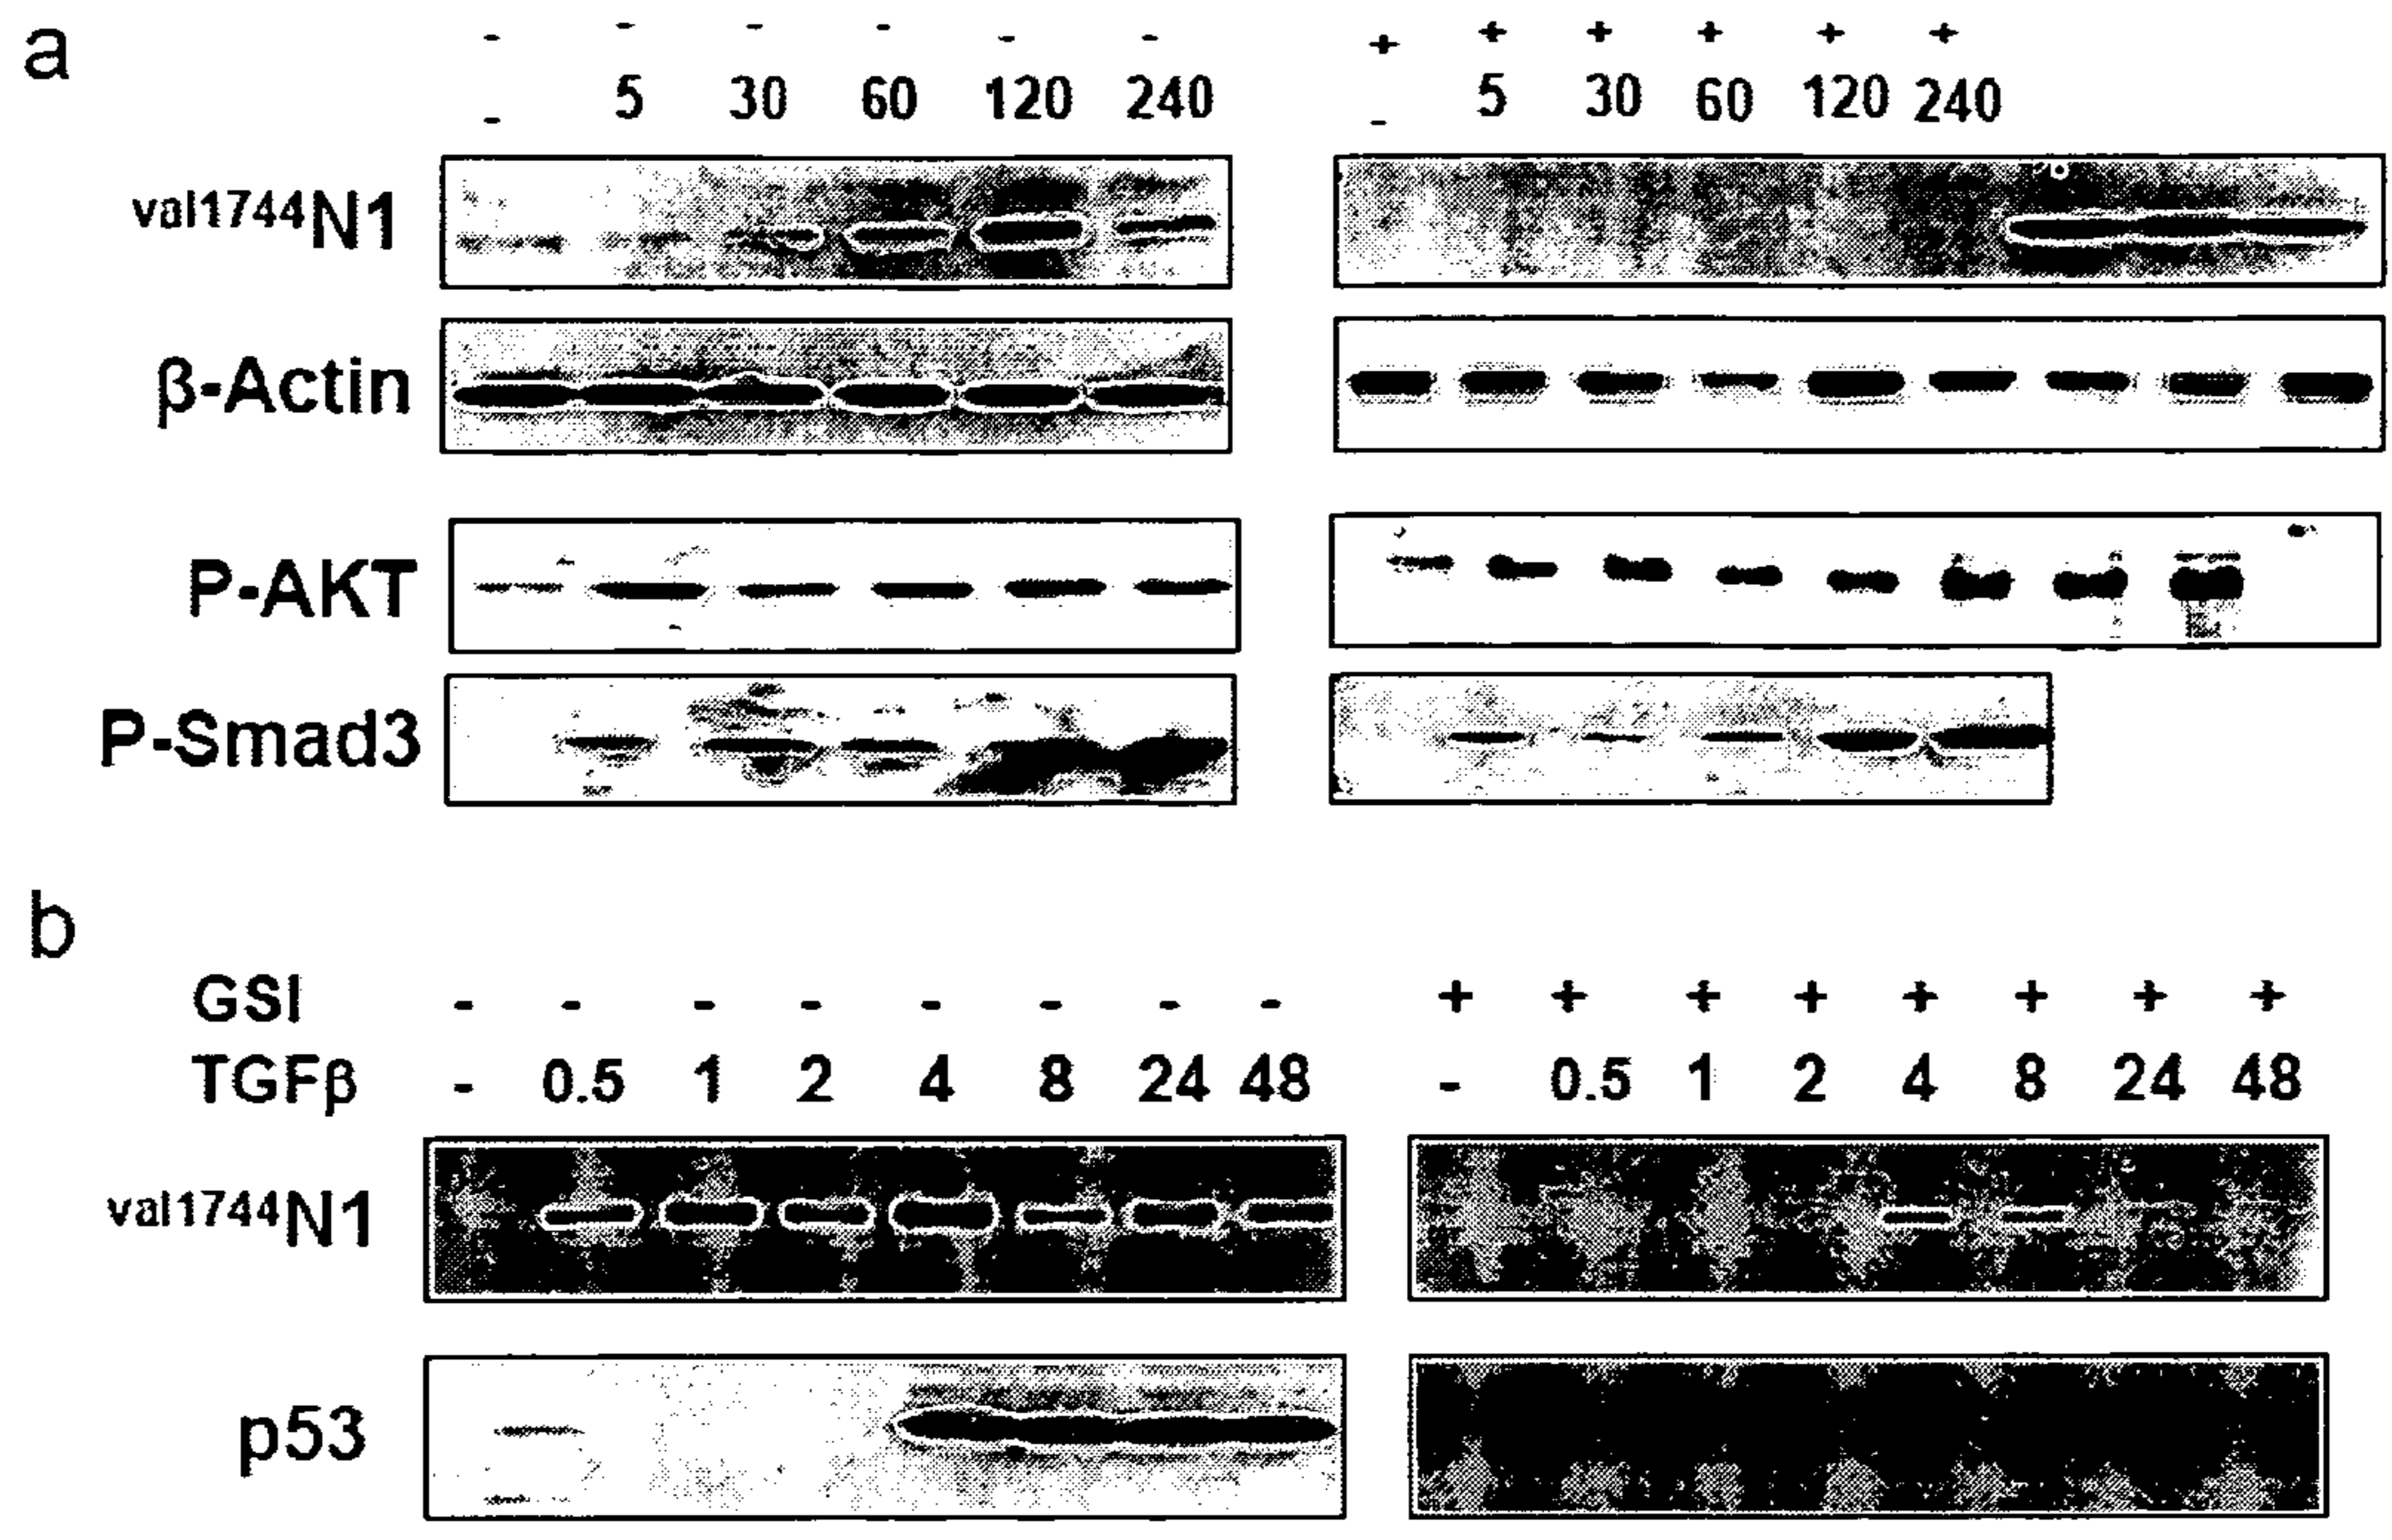 a
- - - - - - + + + + + +
- 5 30 60 120 240 - 5 30 60 120 240
val1744N1
β-Actin
P-AKT
P-Smad3
b
GSI - - - - - - - - + + + + + + + +
TGFβ - 0.5 1 2 4 8 24 48 - 0.5 1 2 4 8 24 48
val1744N1
p53